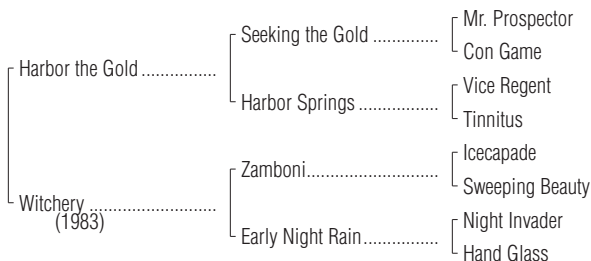 Mr. Prospector
Seeking the Gold ..............
Con Game
Harbor the Gold ................
Vice Regent
Harbor Springs .................
Tinnitus
Icecapade
Zamboni............................
Sweeping Beauty
Witchery ...........................
(1983)
Night Invader
Early Night Rain................
Hand Glass